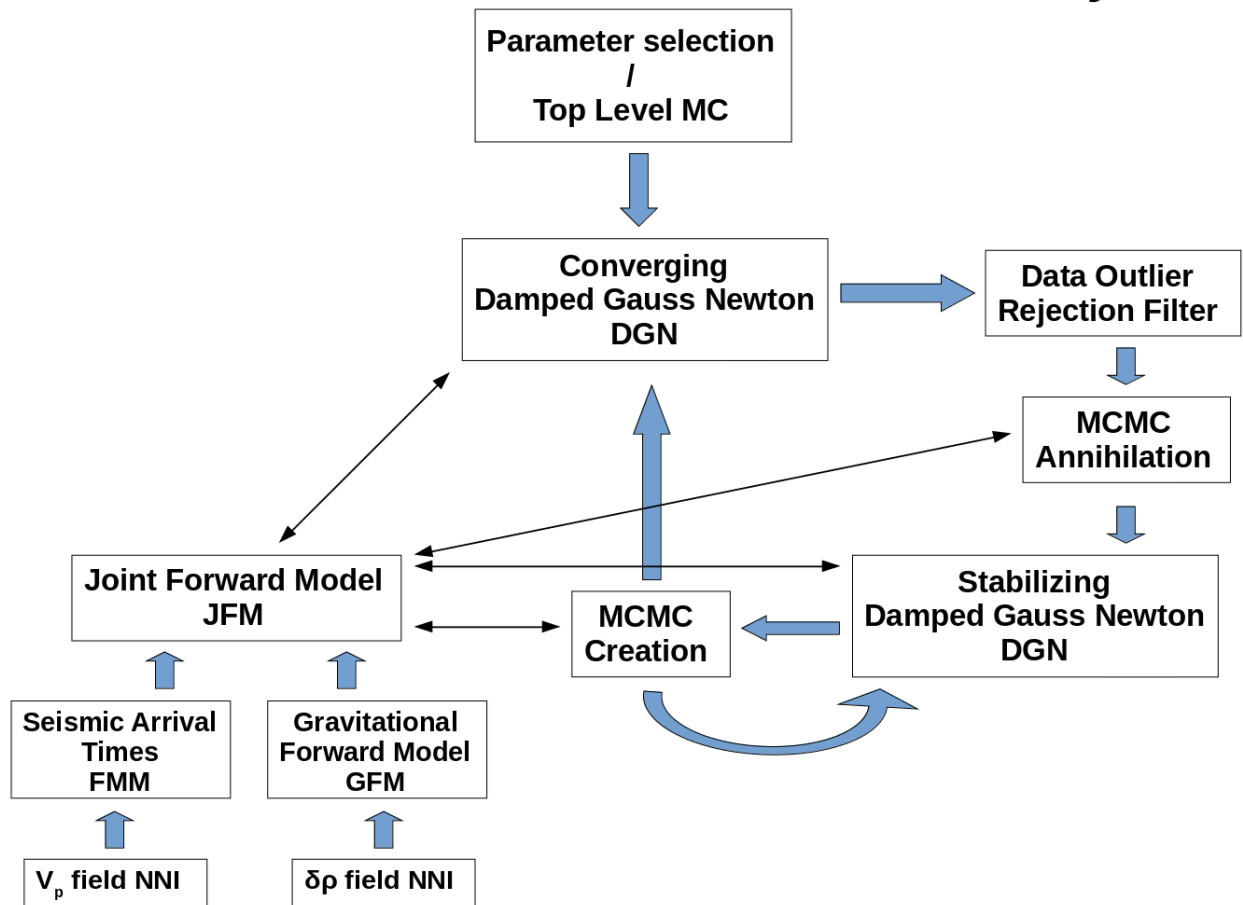 Parameter selection
/
Top Level MC
Converging
Damped Gauss Newton
DGN
Data Outlier
Rejection Filter
MCMC
Annihilation
Joint Forward Model
JFM
MCMC
Creation
Stabilizing
Damped Gauss Newton
DGN
Seismic Arrival
Times
FMM
Gravitational
Forward Model
GFM
Vp field NNI
δρ field NNI